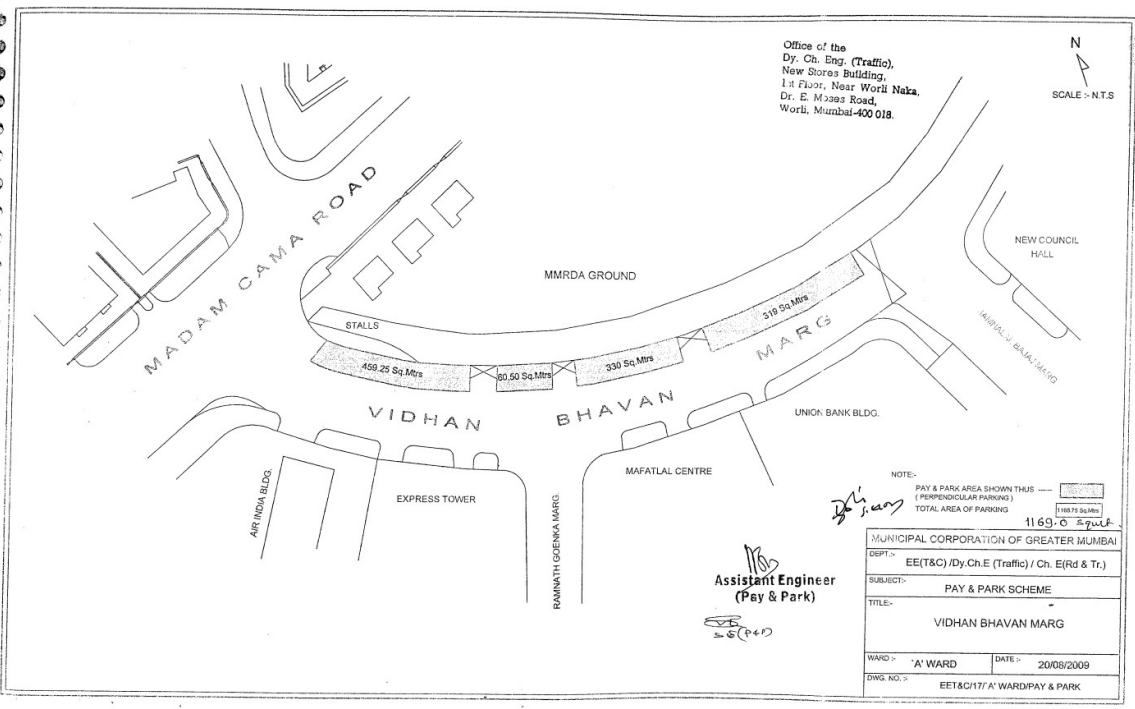 Office of the
Dy. Ch. Eng. (Traffic),
New Stores Building,
1st Floor, Near Worli Naka,
Dr. E. Moses Road,
Worli, Mumbai-400 018.
N
SCALE :- N.T.S
MADAM CAMA ROAD
NEW COUNCIL
HALL
MMRDA GROUND
STALLS
319 Sq.Mtrs
459.25 Sq.Mtrs
60.50 Sq.Mtrs
330 Sq.Mtrs
VIDHAN BHAVAN MARG
BAJAJ MARG
UNION BANK BLDG.
MAFATLAL CENTRE
EXPRESS TOWER
AIR INDIA BLDG.
RAMNATH GOENKA MARG.
NOTE:-
PAY & PARK AREA SHOWN THUS
( PERPENDICULAR PARKING )
TOTAL AREA OF PARKING
1168.75 Sq.Mtrs
1169.0
Assistant Engineer
(Pay & Park)
SE(P&P)
MUNICIPAL CORPORATION OF GREATER MUMBAI
DEPT.:- EE(T&C) /Dy.Ch.E (Traffic) / Ch. E(Rd & Tr.)
SUBJECT:- PAY & PARK SCHEME
TITLE:- VIDHAN BHAVAN MARG
WARD :- 'A' WARD DATE :- 20/08/2009
DWG. NO. :- EET&C/17/'A' WARD/PAY & PARK